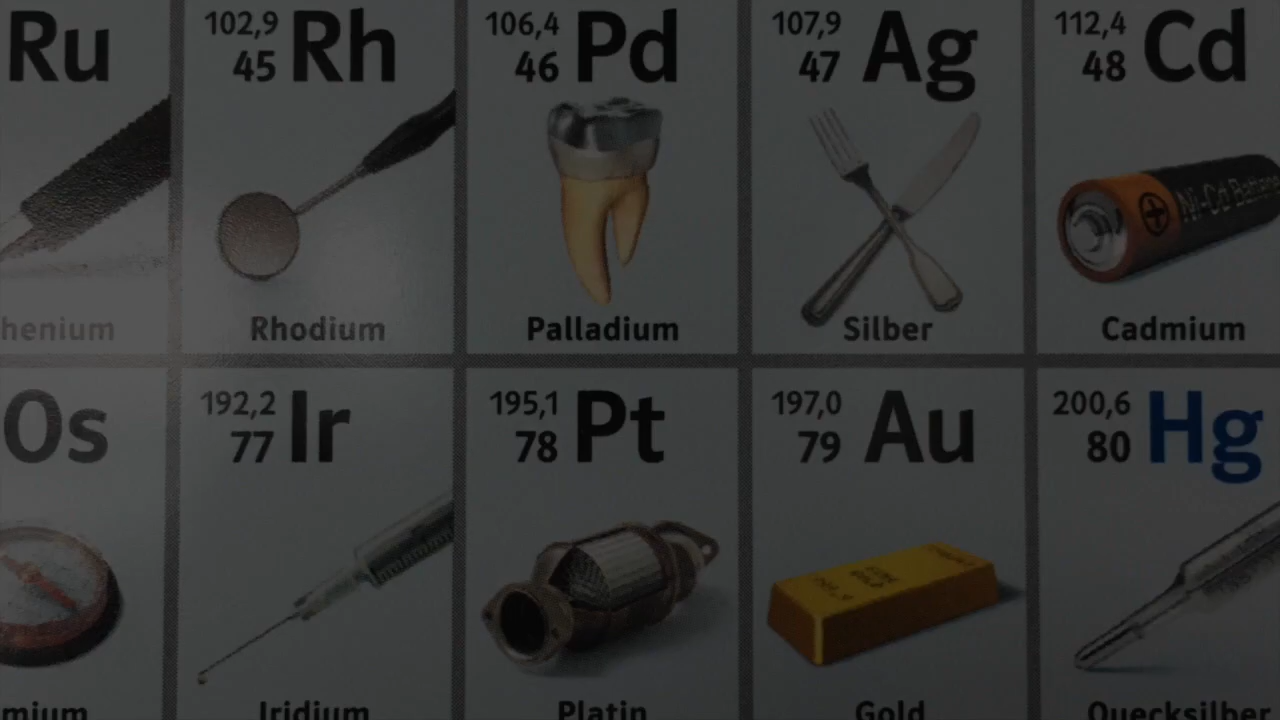 Ru
102,9
45 Rh
106,4
46 Pd
107,9
47 Ag
112,4
48 Cd
Ni-Cd Batterie
henium
Rhodium
Palladium
Silber
Cadmium
Os
192,2
77 Ir
195,1
78 Pt
197,0
79 Au
200,6
80 Hg
mium
Iridium
Platin
Gold
Quecksilber